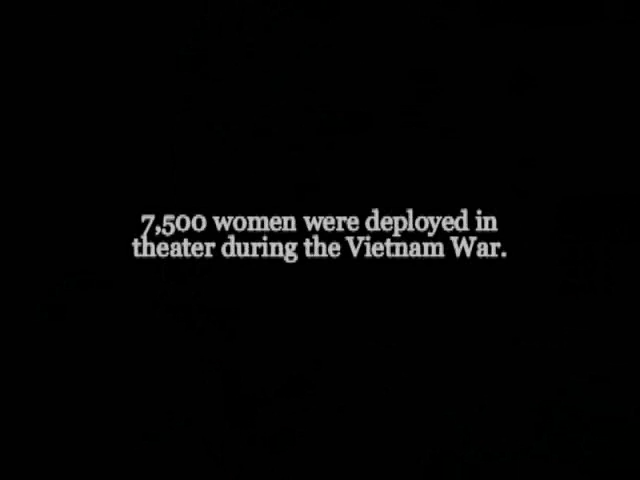 7,500 women were deployed in
theater during the Vietnam War.